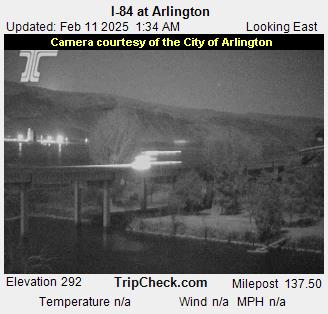 I-84 at Arlington
Updated: Feb 11 2025 1:34 AM Looking East
Camera courtesy of the City of Arlington
Elevation 292 TripCheck.com Milepost 137.50
Temperature n/a Wind n/a MPH n/a